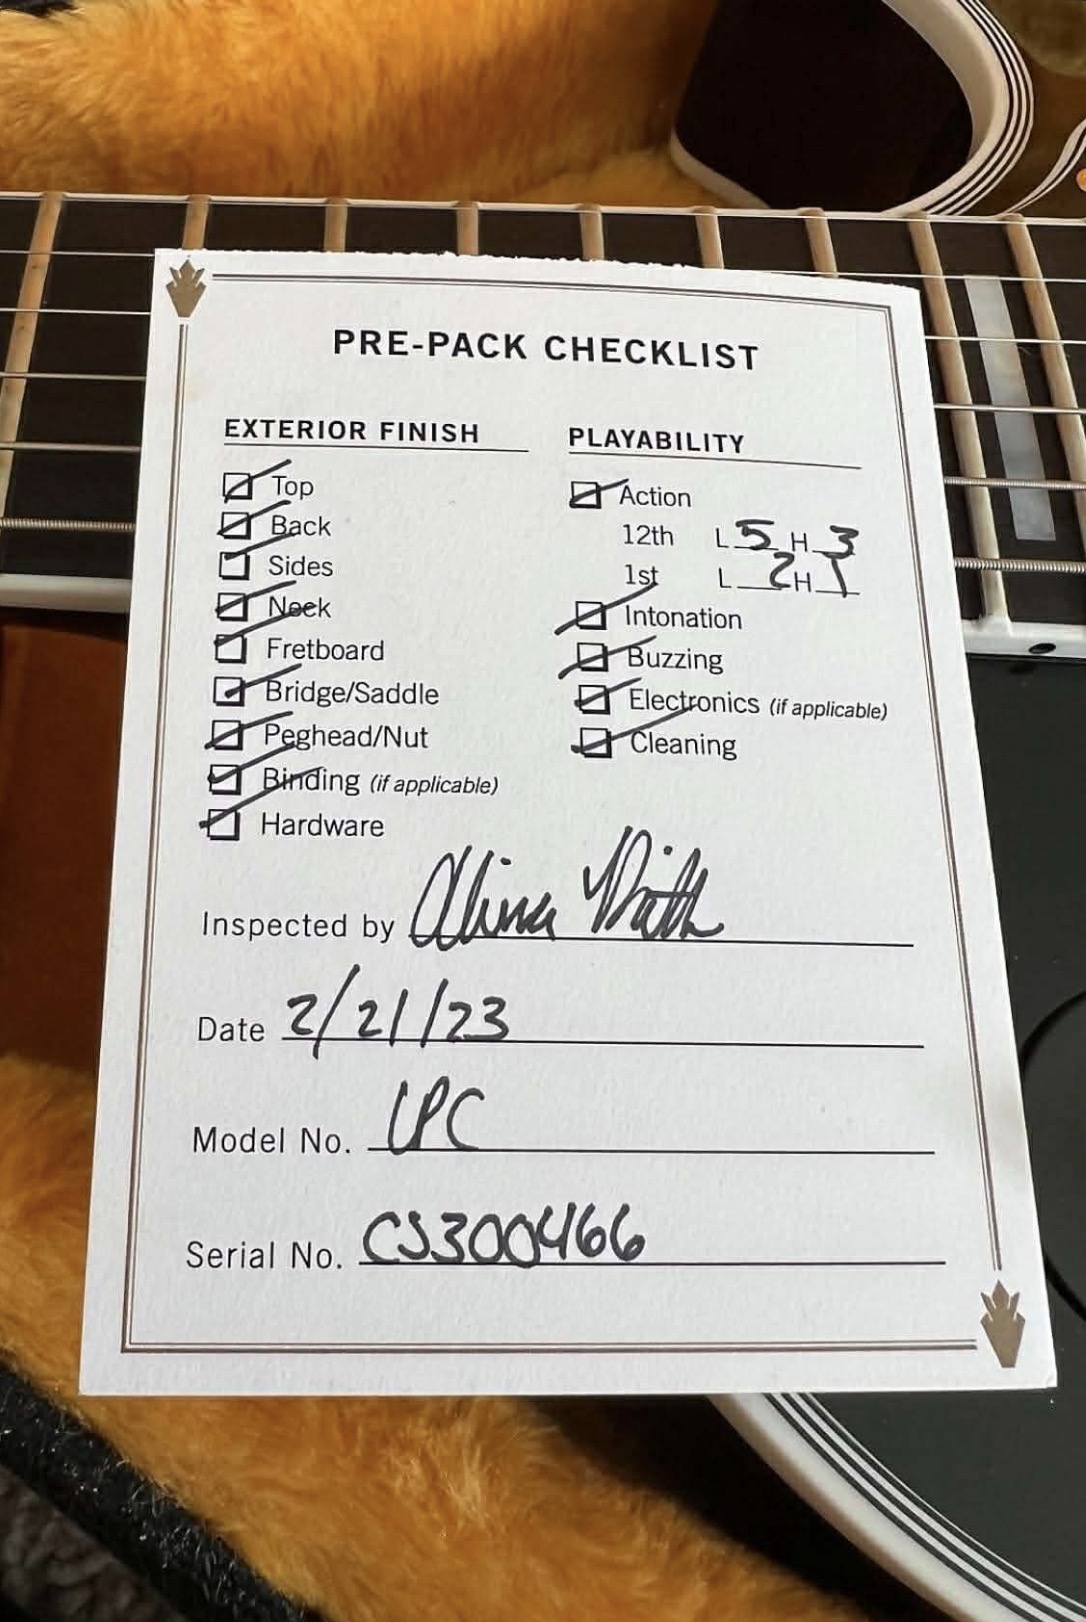 PRE-PACK CHECKLIST
EXTERIOR FINISH
Top
Back
Sides
Neck
Fretboard
Bridge/Saddle
Peghead/Nut
Binding (if applicable)
Hardware
PLAYABILITY
Action
12th L 5 H 3
1st L 2 H 1
Intonation
Buzzing
Electronics (if applicable)
Cleaning
Inspected by
Date 2/21/23
Model No. LPC
Serial No. CS300466